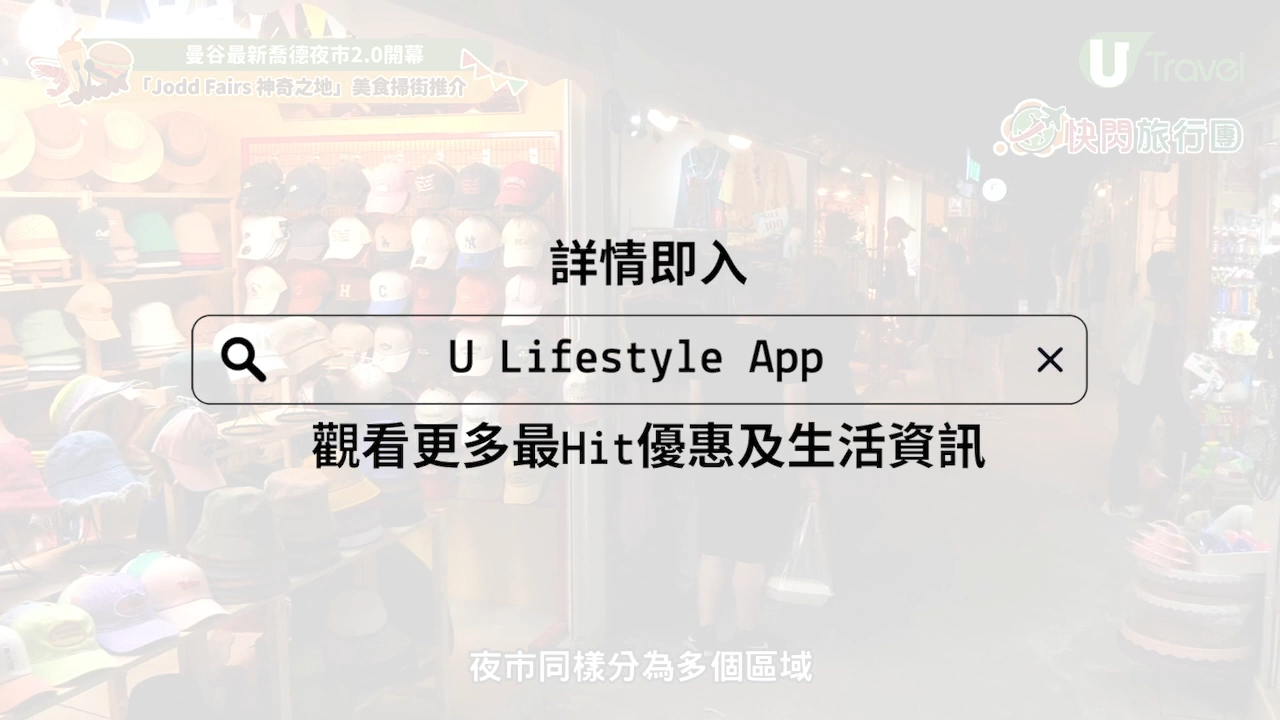 曼谷最新喬德夜市2.0開幕
「Jodd Fairs 神奇之地」美食掃街推介
U Travel
快閃旅行團
詳情即入
U Lifestyle App
觀看更多最Hit優惠及生活資訊
夜市同樣分為多個區域